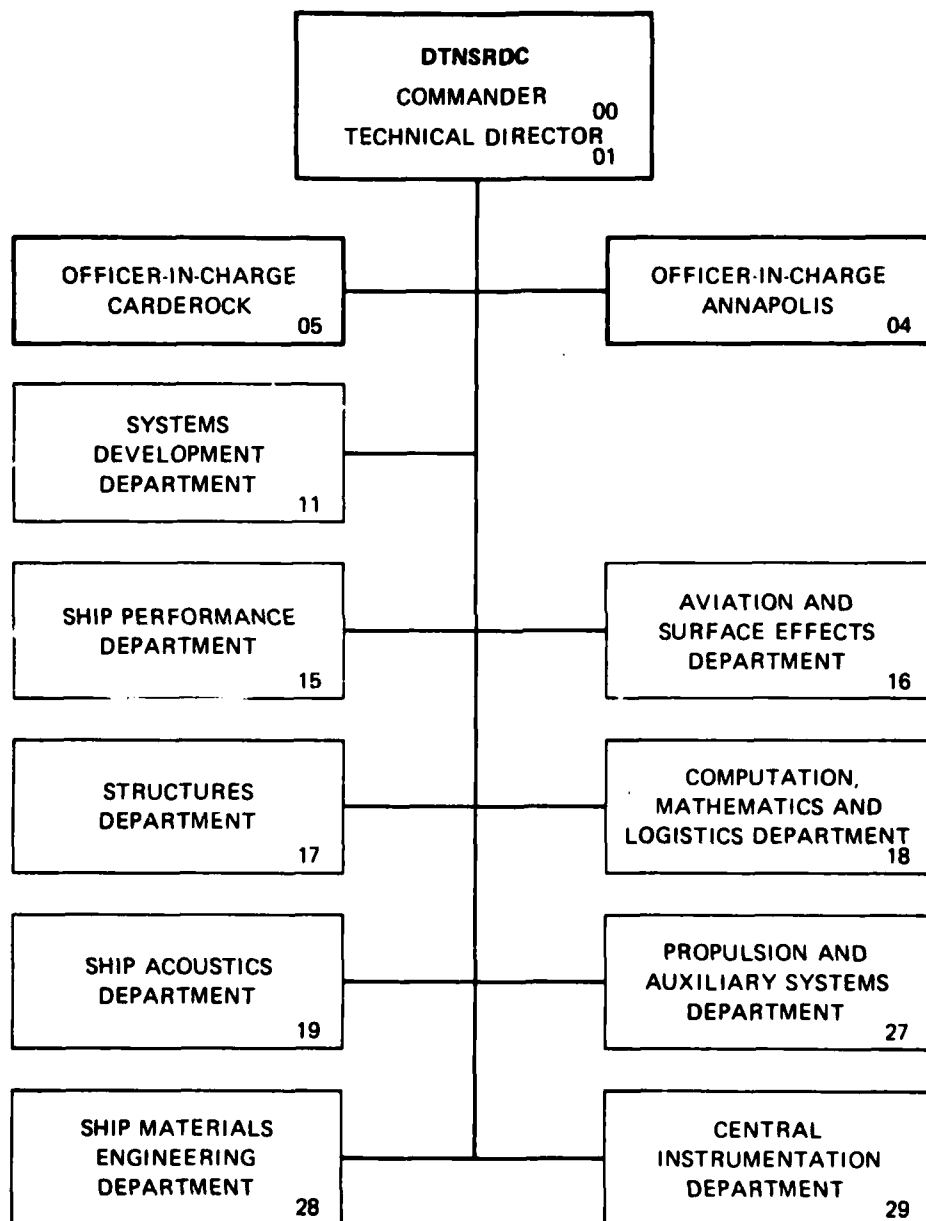 DTNSRDC
COMMANDER
00
TECHNICAL DIRECTOR
01
OFFICER-IN-CHARGE
CARDEROCK
05
OFFICER-IN-CHARGE
ANNAPOLIS
04
SYSTEMS
DEVELOPMENT
DEPARTMENT
11
SHIP PERFORMANCE
DEPARTMENT
15
AVIATION AND
SURFACE EFFECTS
DEPARTMENT
16
STRUCTURES
DEPARTMENT
17
COMPUTATION,
MATHEMATICS AND
LOGISTICS DEPARTMENT
18
SHIP ACOUSTICS
DEPARTMENT
19
PROPULSION AND
AUXILIARY SYSTEMS
DEPARTMENT
27
SHIP MATERIALS
ENGINEERING
DEPARTMENT
28
CENTRAL
INSTRUMENTATION
DEPARTMENT
29